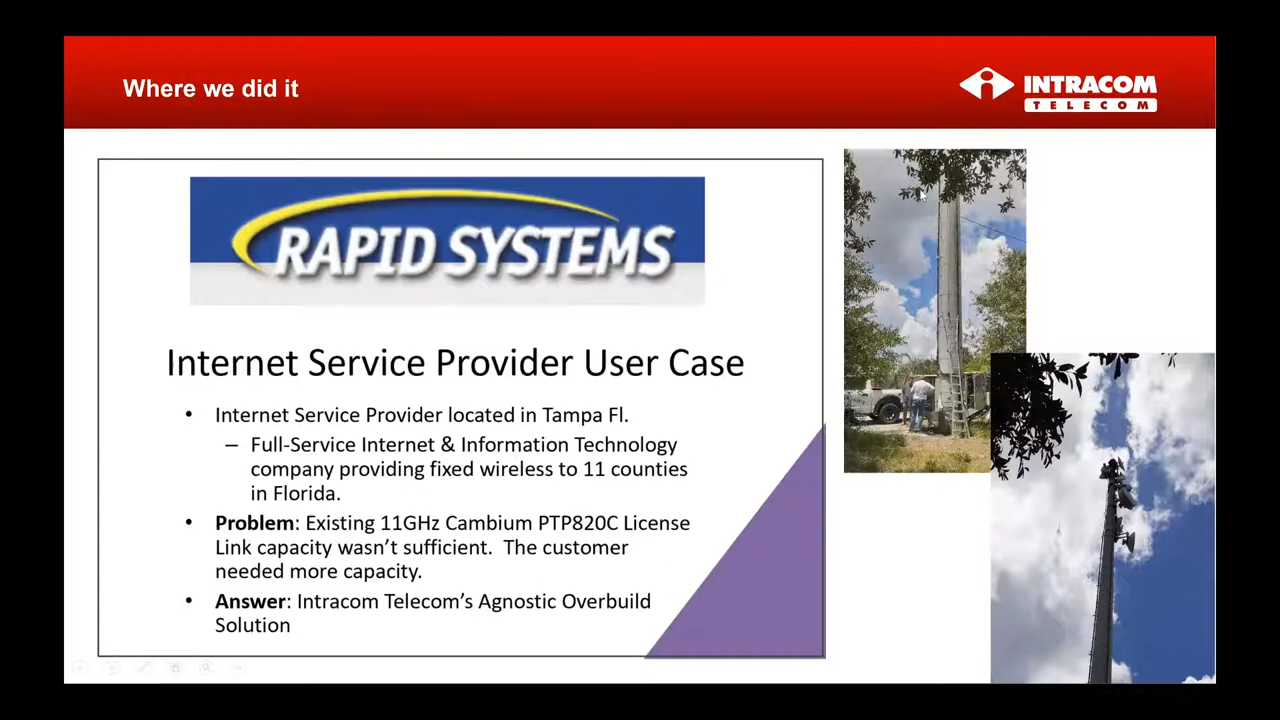 Where we did it
INTRACOM
TELECOM
RAPID SYSTEMS
Internet Service Provider User Case
• Internet Service Provider located in Tampa Fl.
– Full-Service Internet & Information Technology
company providing fixed wireless to 11 counties
in Florida.
• Problem: Existing 11GHz Cambium PTP820C License
Link capacity wasn’t sufficient.  The customer
needed more capacity.
• Answer: Intracom Telecom’s Agnostic Overbuild
Solution